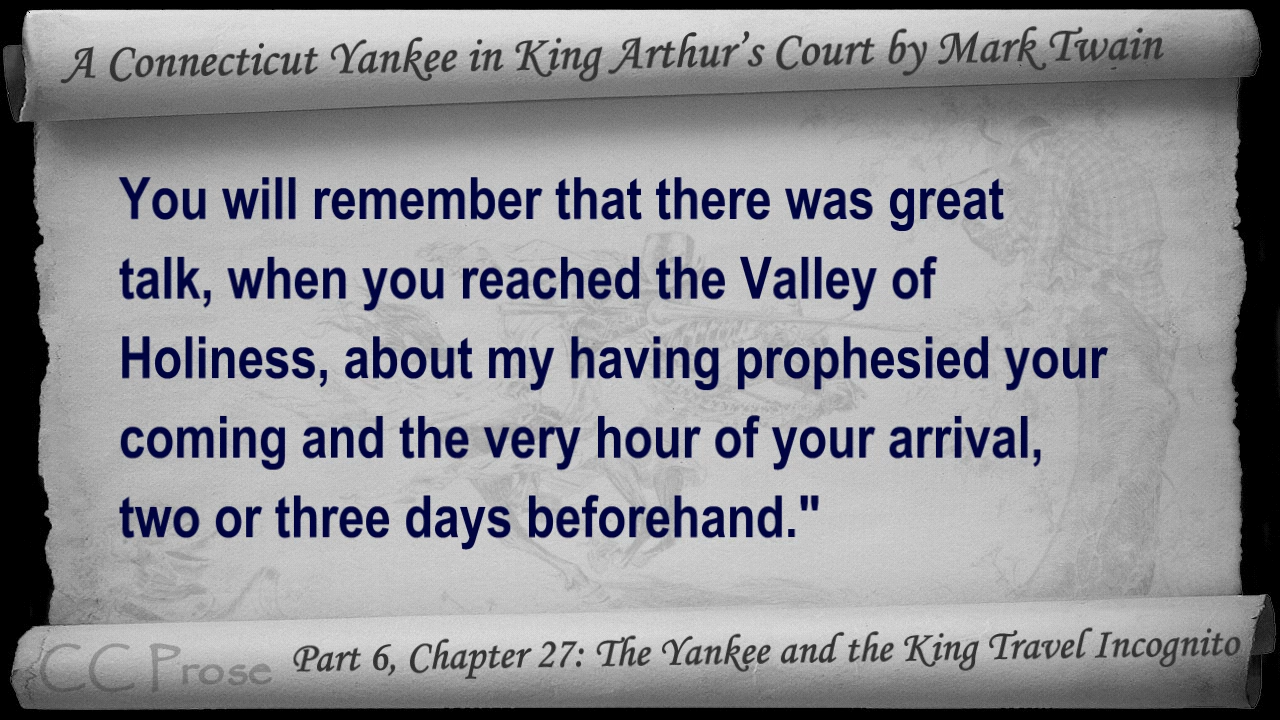 A Connecticut Yankee in King Arthur's Court by Mark Twain
You will remember that there was great
talk, when you reached the Valley of
Holiness, about my having prophesied your
coming and the very hour of your arrival,
two or three days beforehand."
CC Prose
Part 6, Chapter 27: The Yankee and the King Travel Incognito